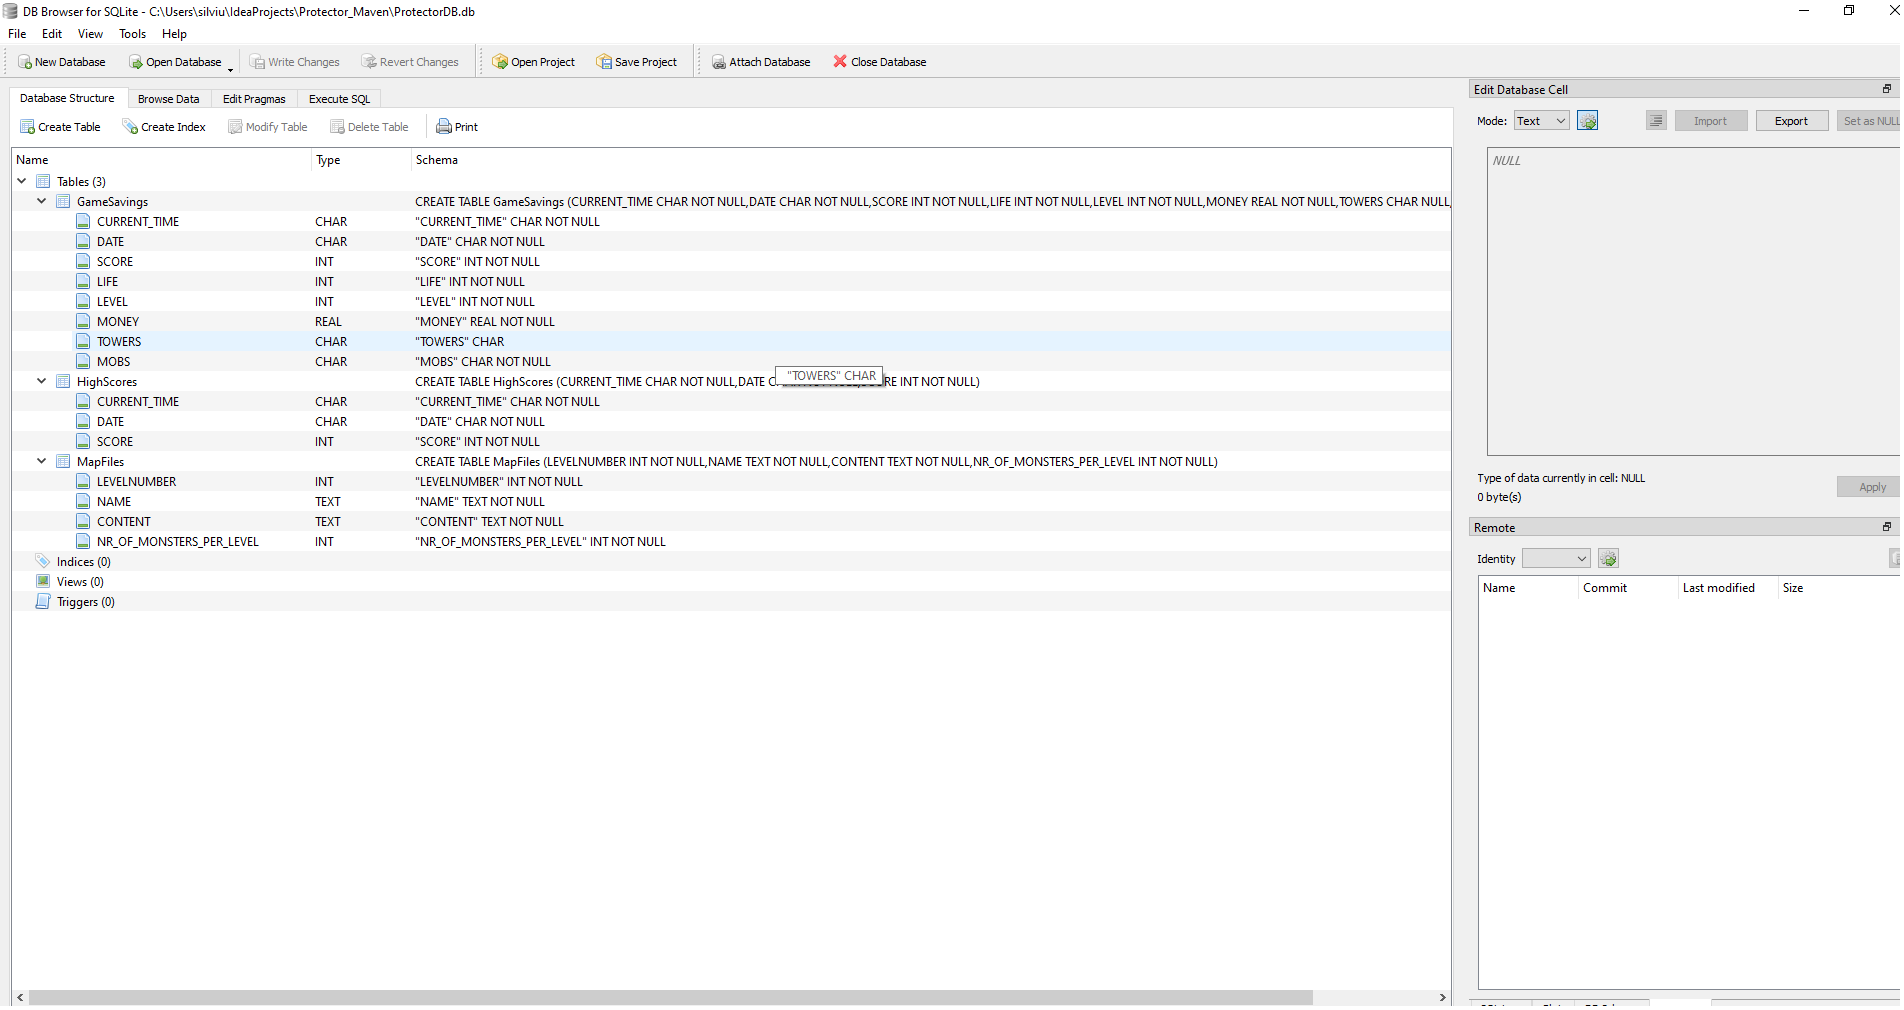 DB Browser for SQLite - C:\Users\silviu\IdeaProjects\Protector_Maven\ProtectorDB.db
File Edit View Tools Help
New Database Open Database Write Changes Revert Changes Open Project Save Project Attach Database Close Database
Database Structure Browse Data Edit Pragmas Execute SQL
Create Table Create Index Modify Table Delete Table Print
Name Type Schema
Tables (3)
GameSavings CREATE TABLE GameSavings (CURRENT_TIME CHAR NOT NULL,DATE CHAR NOT NULL,SCORE INT NOT NULL,LIFE INT NOT NULL,LEVEL INT NOT NULL,MONEY REAL NOT NULL,TOWERS CHAR NULL,
CURRENT_TIME CHAR "CURRENT_TIME" CHAR NOT NULL
DATE CHAR "DATE" CHAR NOT NULL
SCORE INT "SCORE" INT NOT NULL
LIFE INT "LIFE" INT NOT NULL
LEVEL INT "LEVEL" INT NOT NULL
MONEY REAL "MONEY" REAL NOT NULL
TOWERS CHAR "TOWERS" CHAR
MOBS CHAR "MOBS" CHAR NOT NULL
"TOWERS" CHAR
HighScores CREATE TABLE HighScores (CURRENT_TIME CHAR NOT NULL,DATE INT NOT NULL)
CURRENT_TIME CHAR "CURRENT_TIME" CHAR NOT NULL
DATE CHAR "DATE" CHAR NOT NULL
SCORE INT "SCORE" INT NOT NULL
MapFiles CREATE TABLE MapFiles (LEVELNUMBER INT NOT NULL,NAME TEXT NOT NULL,CONTENT TEXT NOT NULL,NR_OF_MONSTERS_PER_LEVEL INT NOT NULL)
LEVELNUMBER INT "LEVELNUMBER" INT NOT NULL
NAME TEXT "NAME" TEXT NOT NULL
CONTENT TEXT "CONTENT" TEXT NOT NULL
NR_OF_MONSTERS_PER_LEVEL INT "NR_OF_MONSTERS_PER_LEVEL" INT NOT NULL
Indices (0)
Views (0)
Triggers (0)
Edit Database Cell
Mode: Text Import Export Set as NULL
NULL
Type of data currently in cell: NULL
0 byte(s)
Apply
Remote
Identity
Name Commit Last modified Size